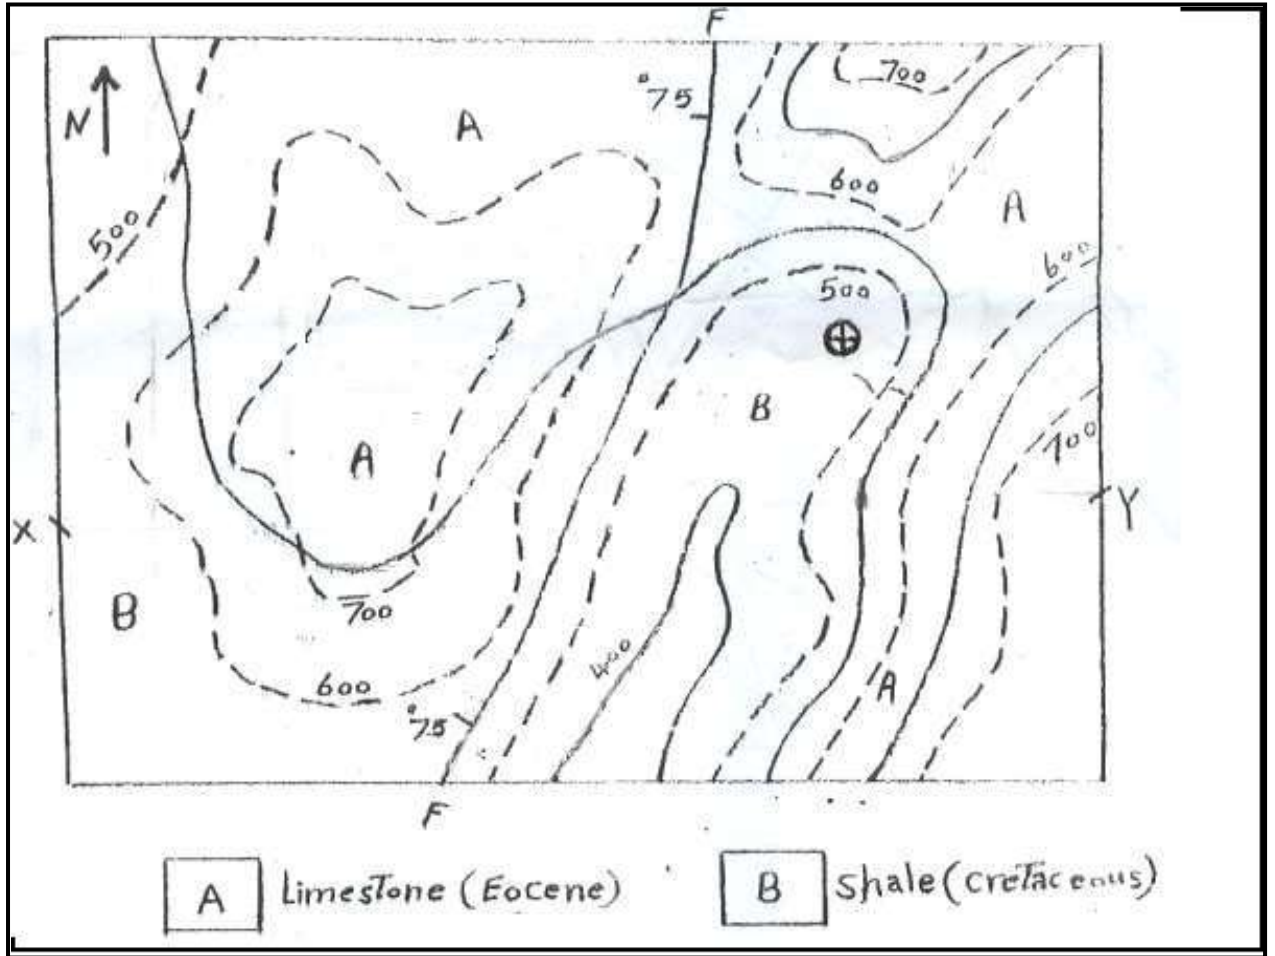 F
°75
700
N
A
600
A
500
600
500
A
B
700
X
Y
B
700
400
600
A
°75
F
A Limestone (Eocene)
B Shale (Cretaceous)